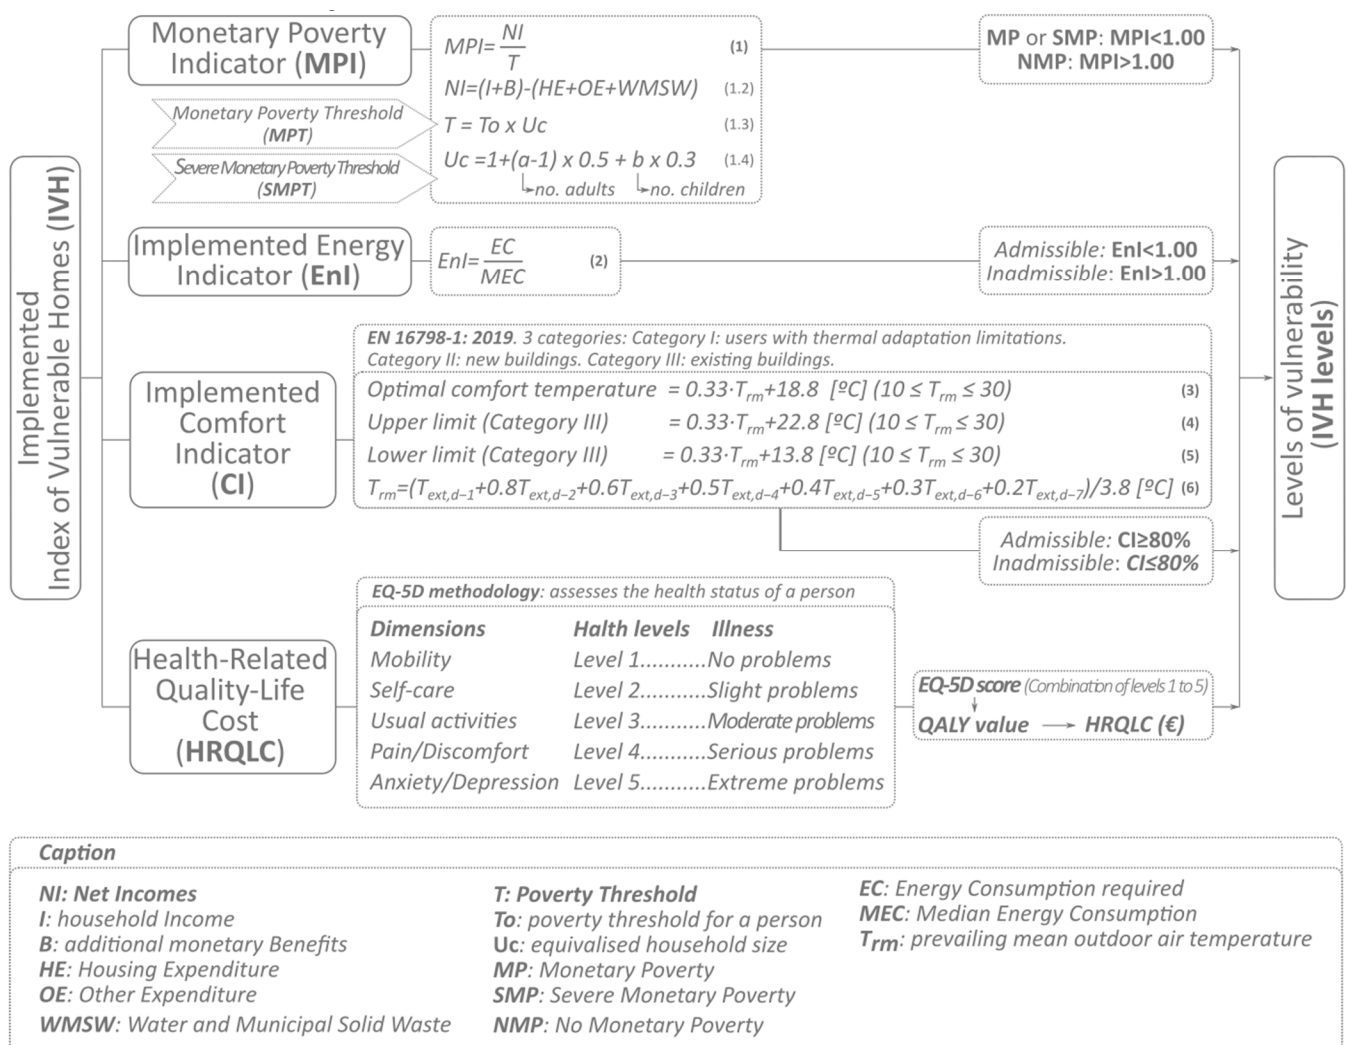 Implemented
Index of Vulnerable Homes (IVH)
Monetary Poverty
Indicator (MPI)
Monetary Poverty Threshold
(MPT)
Severe Monetary Poverty Threshold
(SMPT)
MPI= NI/T (1)
NI=(I+B)-(HE+OE+WMSW) (1.2)
T = To x Uc (1.3)
Uc =1+(a-1) x 0.5 + b x 0.3 (1.4)
no. adults no. children
MP or SMP: MPI<1.00
NMP: MPI>1.00
Implemented Energy
Indicator (EnI)
EnI= EC/MEC (2)
Admissible: EnI<1.00
Inadmissible: EnI>1.00
Implemented
Comfort
Indicator
(CI)
EN 16798-1: 2019. 3 categories: Category I: users with thermal adaptation limitations.
Category II: new buildings. Category III: existing buildings.
Optimal comfort temperature = 0.33·Trm+18.8 [ºC] (10 ≤ Trm ≤ 30) (3)
Upper limit (Category III) = 0.33·Trm+22.8 [ºC] (10 ≤ Trm ≤ 30) (4)
Lower limit (Category III) = 0.33·Trm+13.8 [ºC] (10 ≤ Trm ≤ 30) (5)
Trm=(Text,d−1+0.8Text,d−2+0.6Text,d−3+0.5Text,d−4+0.4Text,d−5+0.3Text,d−6+0.2Text,d−7)/3.8 [ºC] (6)
Admissible: CI≥80%
Inadmissible: CI≤80%
Health-Related
Quality-Life
Cost
(HRQLC)
EQ-5D methodology: assesses the health status of a person
Dimensions Halth levels Illness
Mobility Level 1...........No problems
Self-care Level 2...........Slight problems
Usual activities Level 3...........Moderate problems
Pain/Discomfort Level 4...........Serious problems
Anxiety/Depression Level 5...........Extreme problems
EQ-5D score (Combination of levels 1 to 5)
QALY value → HRQLC (€)
Levels of vulnerability
(IVH levels)
Caption
NI: Net Incomes
I: household Income
B: additional monetary Benefits
HE: Housing Expenditure
OE: Other Expenditure
WMSW: Water and Municipal Solid Waste
T: Poverty Threshold
To: poverty threshold for a person
Uc: equivalised household size
MP: Monetary Poverty
SMP: Severe Monetary Poverty
NMP: No Monetary Poverty
EC: Energy Consumption required
MEC: Median Energy Consumption
Trm: prevailing mean outdoor air temperature